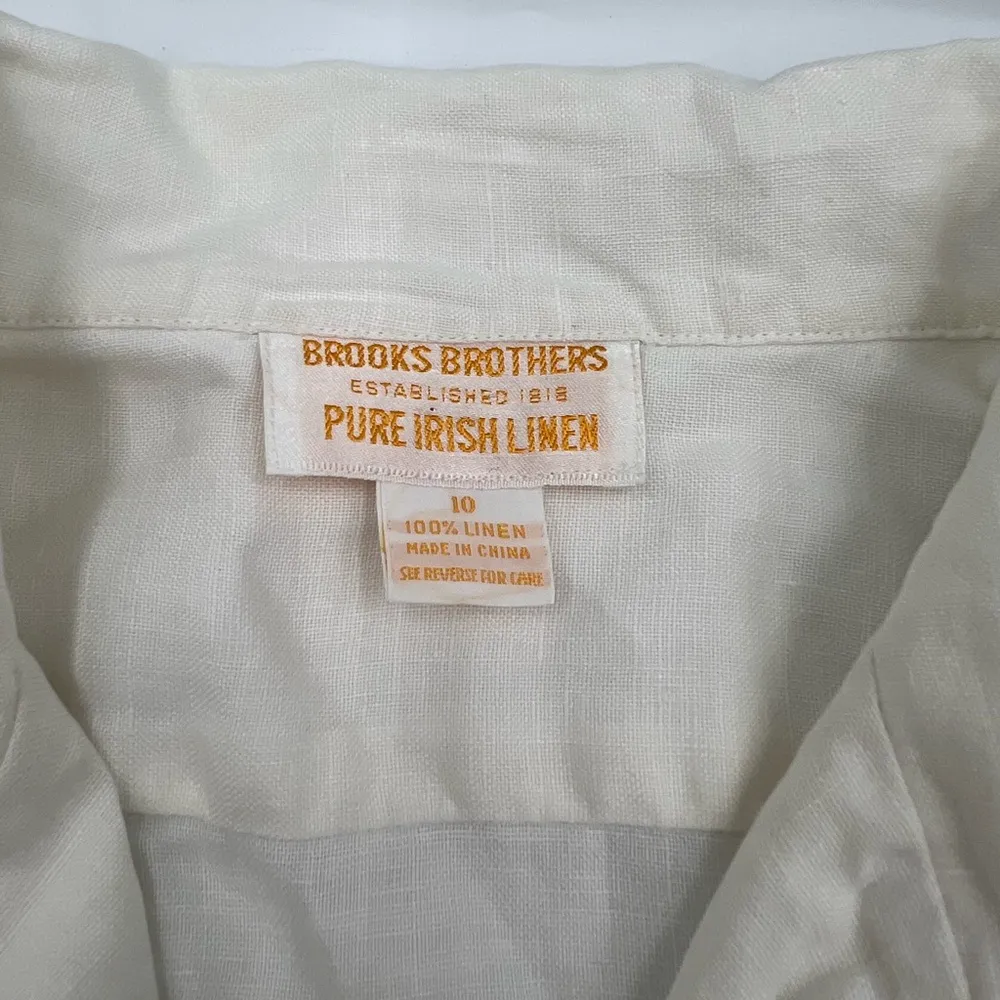 BROOKS BROTHERS
ESTABLISHED 1818
PURE IRISH LINEN
10
100% LINEN
MADE IN CHINA
SEE REVERSE FOR CARE